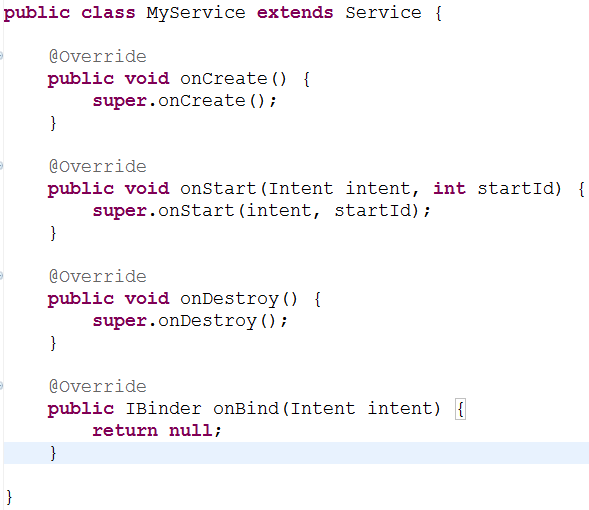 public class MyService extends Service {
@Override
public void onCreate() {
super.onCreate();
}
@Override
public void onStart(Intent intent, int startId) {
super.onStart(intent, startId);
}
@Override
public void onDestroy() {
super.onDestroy();
}
@Override
public IBinder onBind(Intent intent) {
return null;
}
}